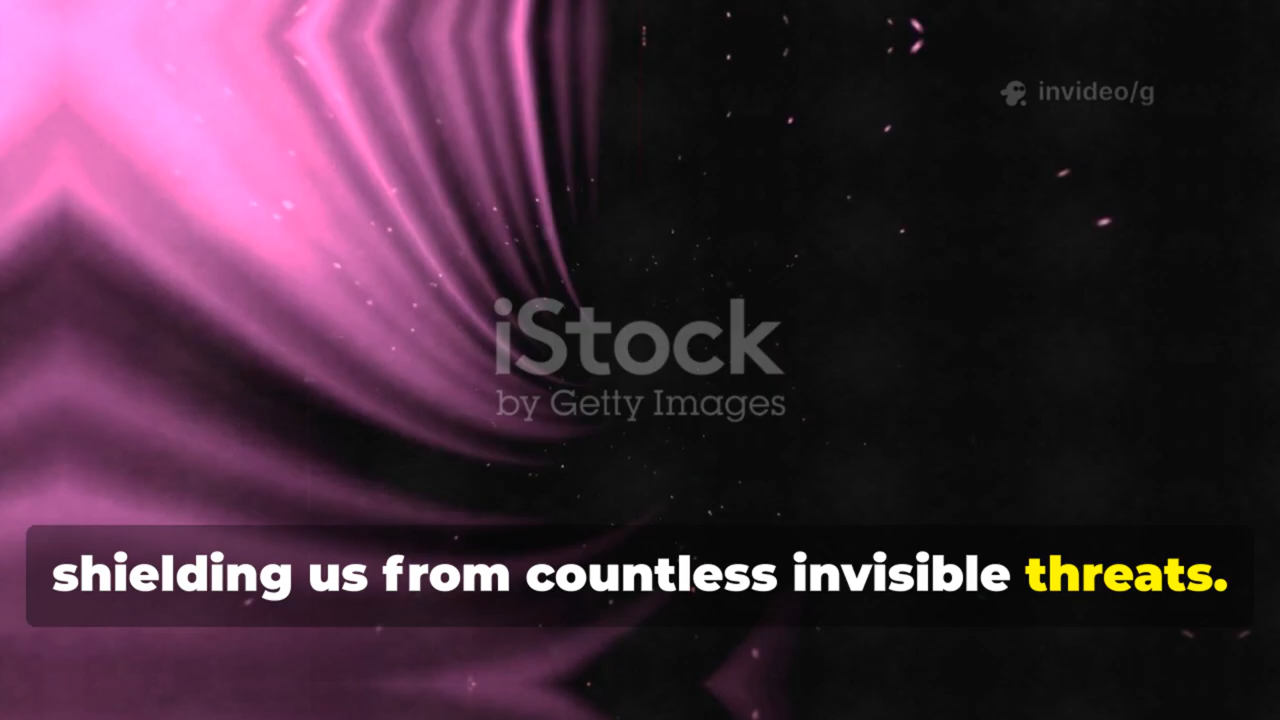 invideo/g
iStock
by Getty Images
shielding us from countless invisible threats.